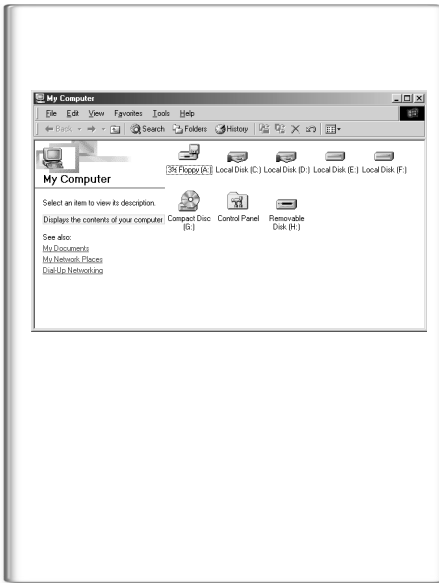 My Computer
File Edit View Favorites Tools Help
Back Search Folders History
3½ Floppy (A:) Local Disk (C:) Local Disk (D:) Local Disk (E:) Local Disk (F:)
My Computer
Select an item to view its description.
Displays the contents of your computer
Compact Disc (G:) Control Panel Removable Disk (H:)
See also:
My Documents
My Network Places
Dial-Up Networking